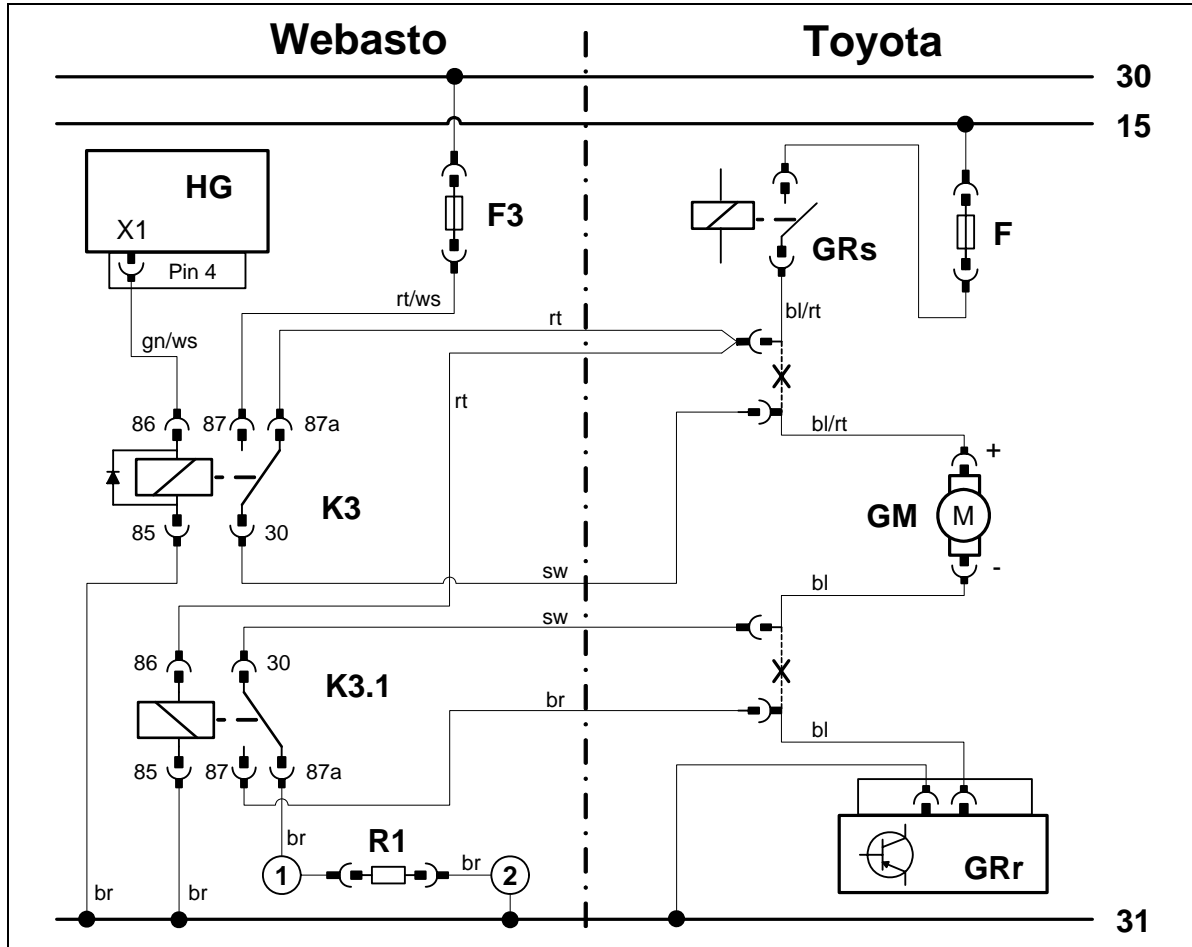 Webasto Toyota
30
15
HG
X1
Pin 4
F3
GRs
F
rt/ws
rt
bl/rt
gn/ws
rt
86 87 87a
bl/rt
+
K3
GM M
85 30
-
sw
bl
sw
86 30
K3.1
br
bl
85 87 87a
br
R1
br
1
2
GRr
br
br
31